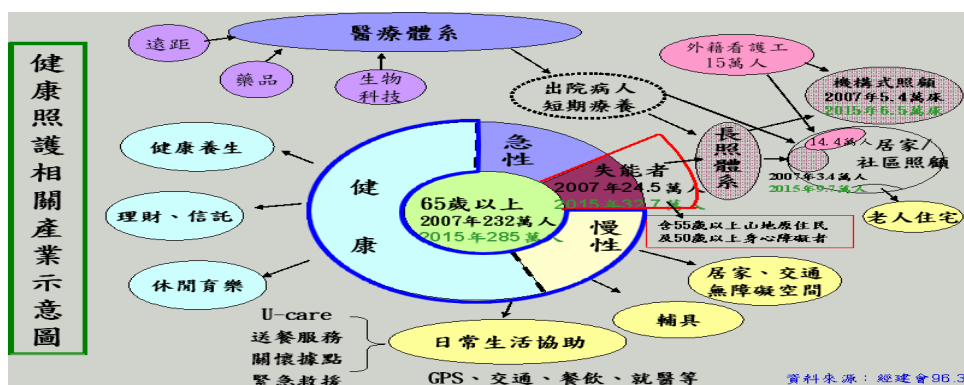 健康照護相關產業示意圖
醫療體系
遠距
藥品
生物
科技
外籍看護工
15萬人
出院病人
短期療養
機構式照顧
2007年5.4萬床
2015年6.5萬床
長照體系
14.4萬人
居家/
社區照顧
2007年3.4萬人
2015年9.7萬人
老人住宅
急性
失能者
2007年24.5萬人
2015年32.7萬人
含55歲以上山地原住民
及50歲以上身心障礙者
健康
65歲以上
2007年232萬人
2015年285萬人
慢性
健康養生
理財、信託
休閒育樂
居家、交通
無障礙空間
輔具
日常生活協助
U-care
送餐服務
關懷據點
緊急救援
GPS、交通、餐飲、就醫等
資料來源：經建會96.3